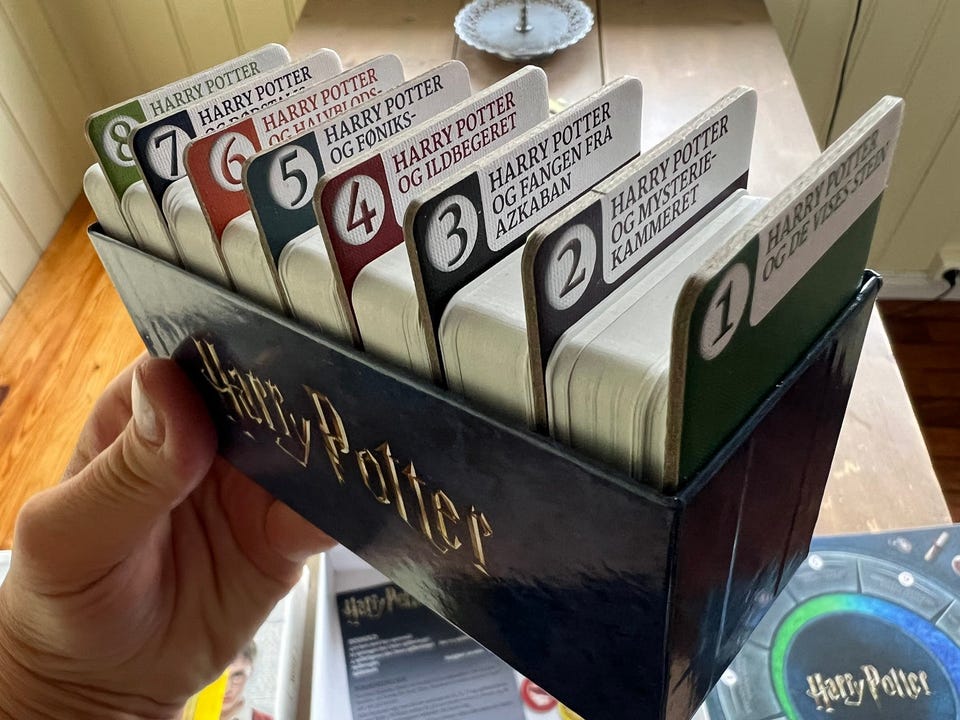 8
HARRY POTTER
7
HARRY POTTER
6
HARRY POTTER
OG HALVBLODS-
5
HARRY POTTER
OG FØNIKS-
4
HARRY POTTER
OG ILDBEGERET
3
HARRY POTTER
OG FANGEN FRA
AZKABAN
2
HARRY POTTER
OG MYSTERIE-
KAMMERET
1
HARRY POTTER
OG DE VISES STEIN
Harry Potter
Harry Potter
Harry Potter